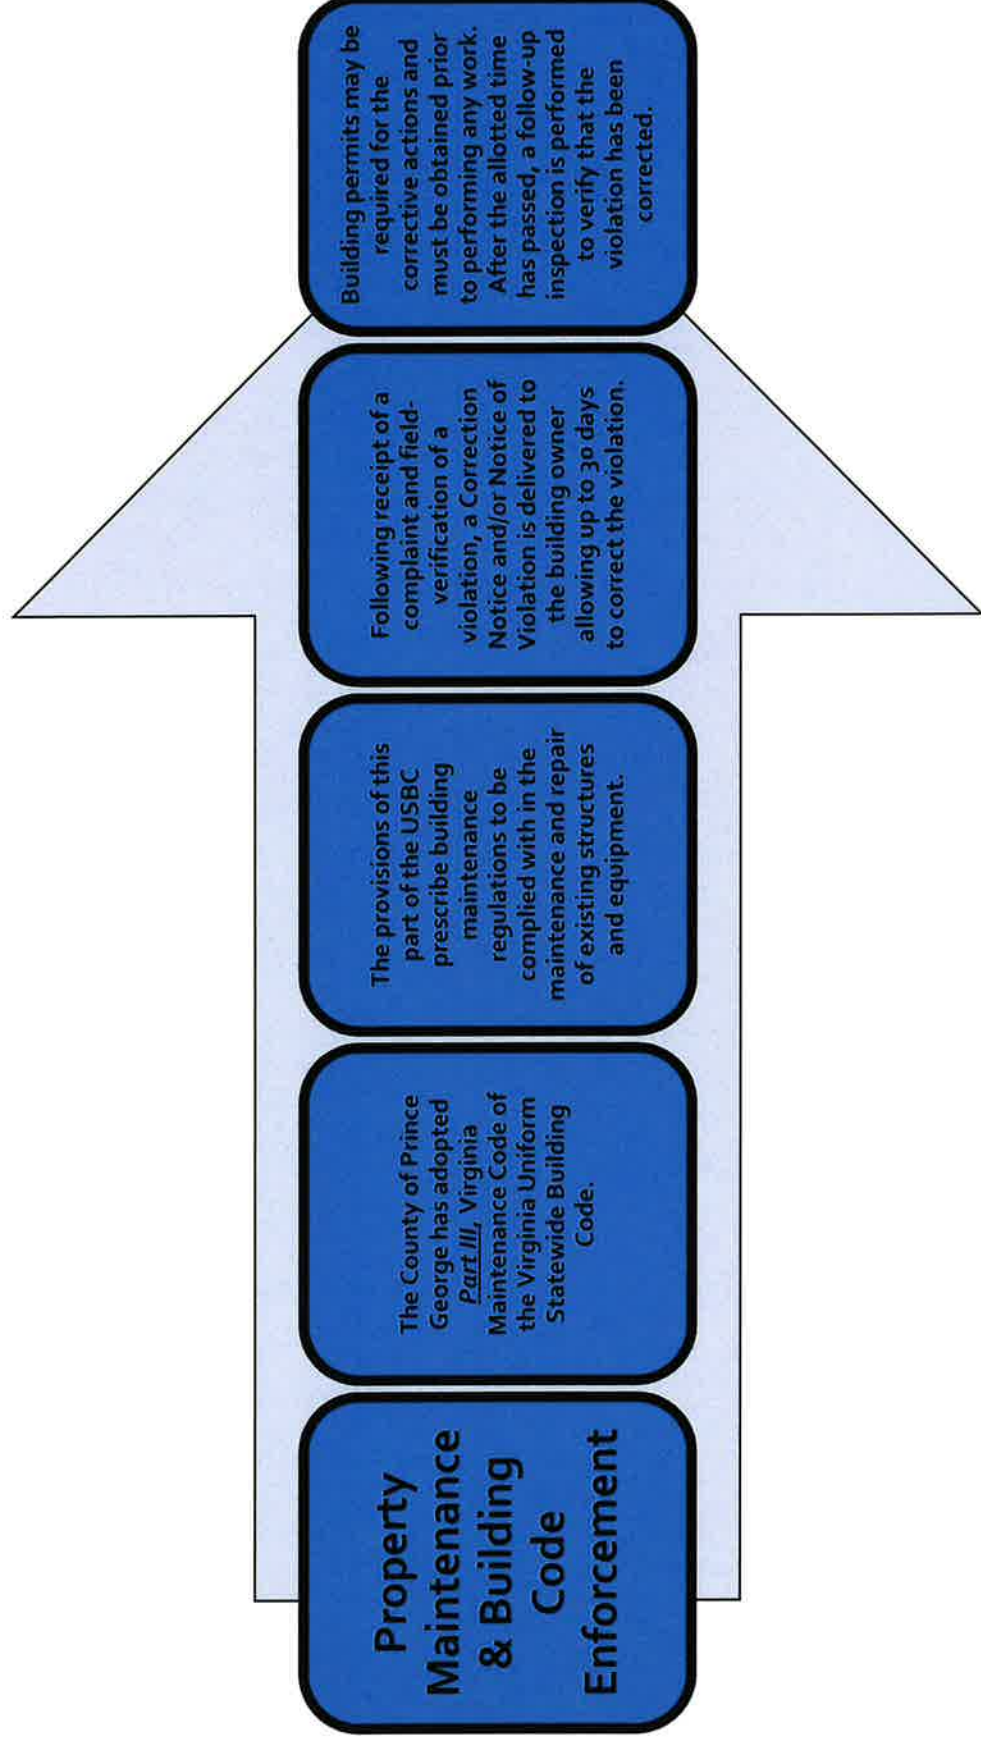 Property
Maintenance
& Building
Code
Enforcement
The County of Prince
George has adopted
Part III, Virginia
Maintenance Code of
the Virginia Uniform
Statewide Building
Code.
The provisions of this
part of the USBC
prescribe building
maintenance
regulations to be
complied with in the
maintenance and repair
of existing structures
and equipment.
Following receipt of a
complaint and field-
verification of a
violation, a Correction
Notice and/or Notice of
Violation is delivered to
the building owner
allowing up to 30 days
to correct the violation.
Building permits may be
required for the
corrective actions and
must be obtained prior
to performing any work.
After the allotted time
has passed, a follow-up
inspection is performed
to verify that the
violation has been
corrected.